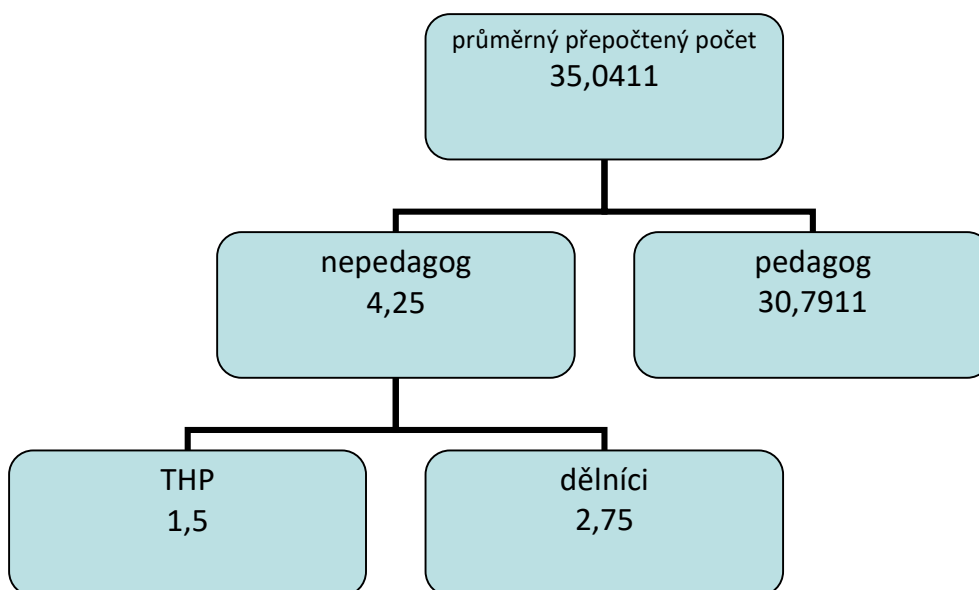 průměrný přepočtený počet
35,0411
nepedagog
4,25
pedagog
30,7911
THP
1,5
dělníci
2,75